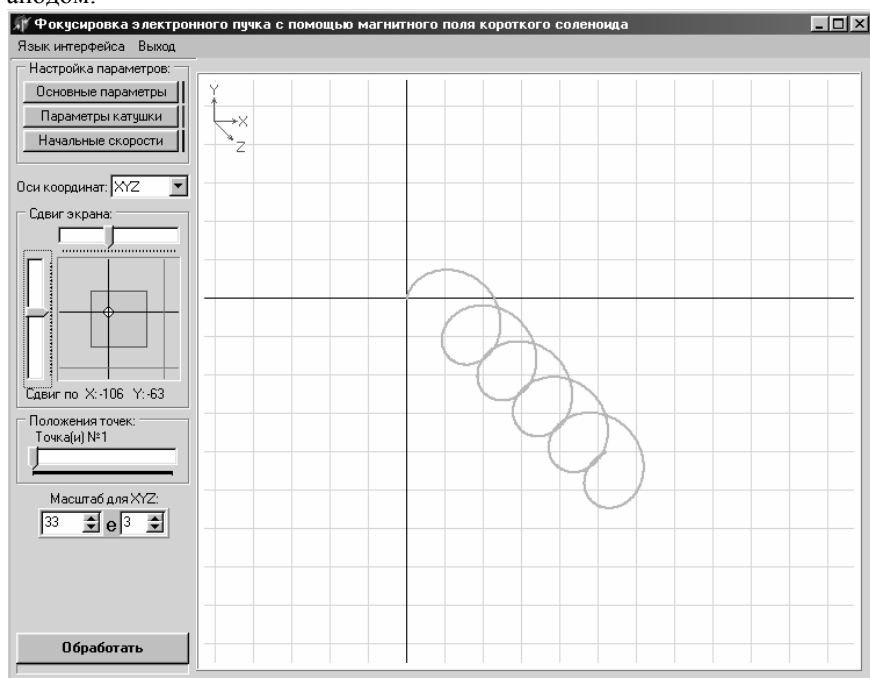 анодом.
Фокусировка электронного пучка с помощью магнитного поля короткого соленоида
Язык интерфейса Выход
Настройка параметров:
Основные параметры
Параметры катушки
Начальные скорости
Оси координат: XYZ
Сдвиг экрана:
Сдвиг по X:-106 Y:-63
Положения точек:
Точка(и) №1
Масштаб для XYZ:
33 e 3
Обработать
Y
X
Z